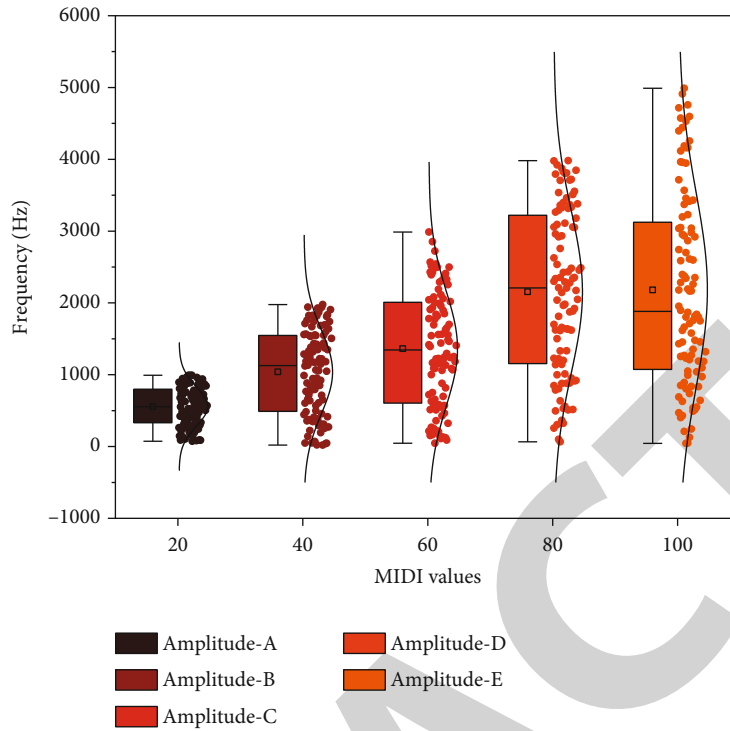 6000
5000
4000
3000
2000
1000
0
−1000
Frequency (Hz)
20 40 60 80 100
MIDI values
Amplitude-A
Amplitude-B
Amplitude-C
Amplitude-D
Amplitude-E